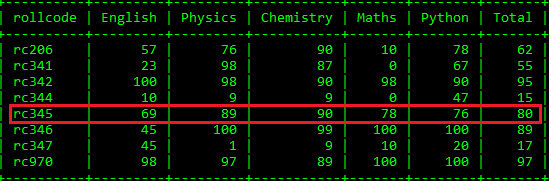 | rollcode | English | Physics | Chemistry | Maths | Python | Total |
| rc206 | 57 | 76 | 90 | 10 | 78 | 62 |
| rc341 | 23 | 98 | 87 | 0 | 67 | 55 |
| rc342 | 100 | 98 | 90 | 98 | 90 | 95 |
| rc344 | 10 | 9 | 9 | 0 | 47 | 15 |
| rc345 | 69 | 89 | 90 | 78 | 76 | 80 |
| rc346 | 45 | 100 | 99 | 100 | 100 | 89 |
| rc347 | 45 | 1 | 9 | 10 | 20 | 17 |
| rc970 | 98 | 97 | 89 | 100 | 100 | 97 |